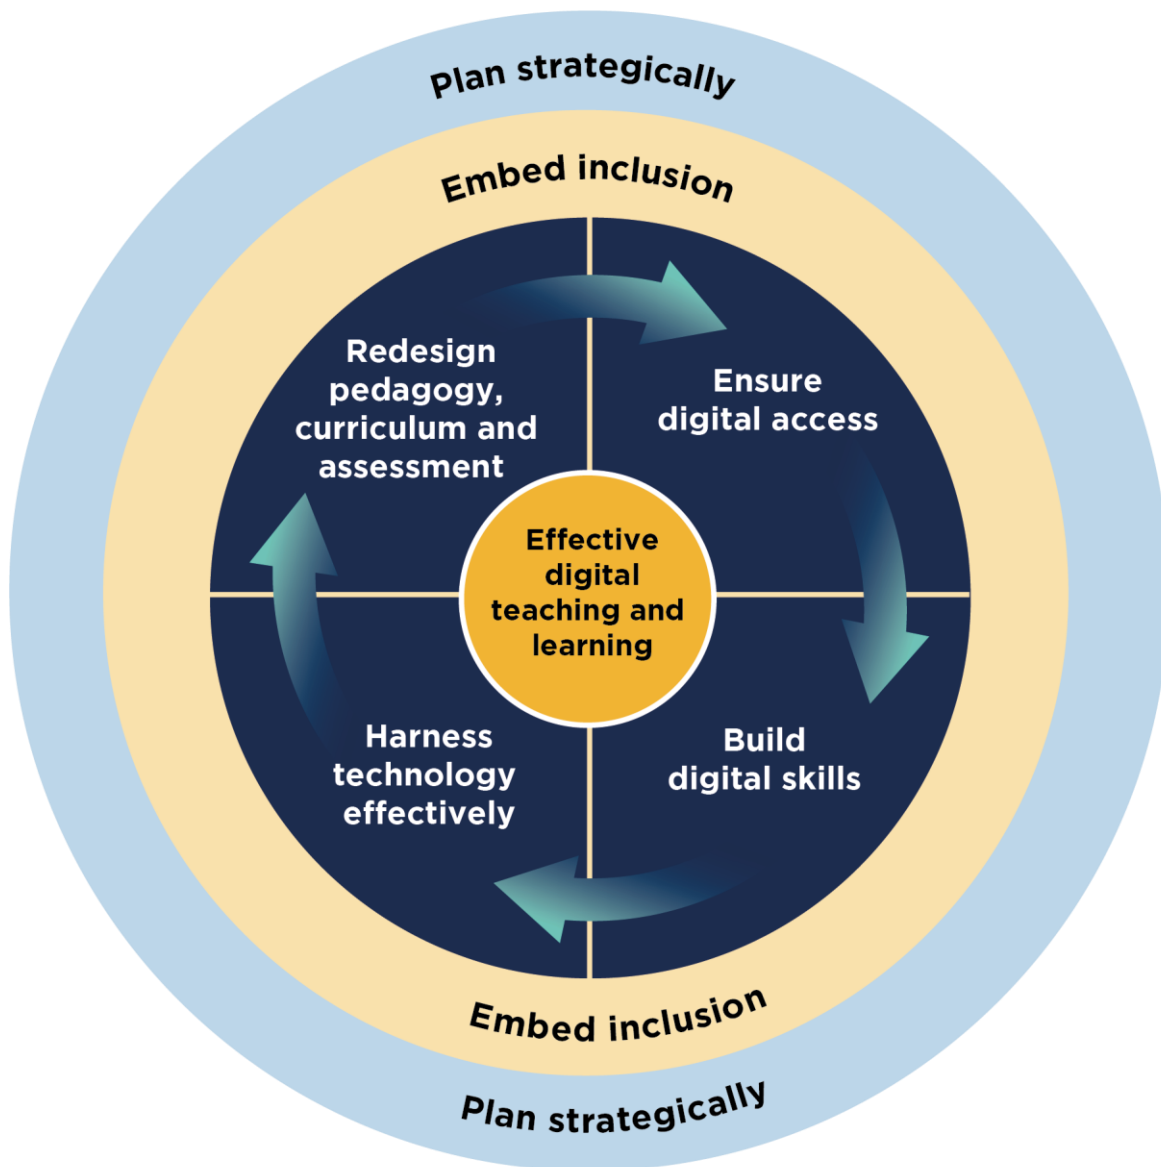 Plan strategically
Embed inclusion
Redesign
pedagogy,
curriculum and
assessment
Ensure
digital access
Effective
digital
teaching and
learning
Harness
technology
effectively
Build
digital skills
Embed inclusion
Plan strategically